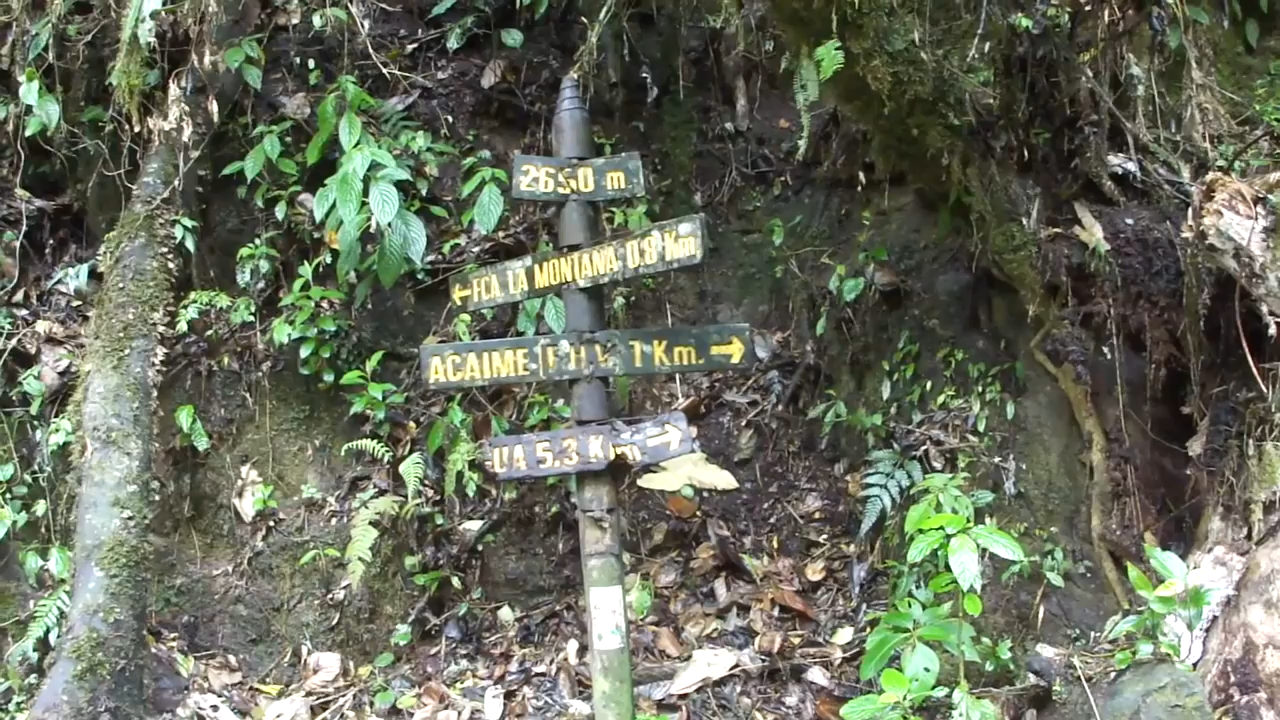 2650 m.
←FCA. LA MONTANA 0.8 Km.
ACAIME 1 Km. →
5.3 Km →